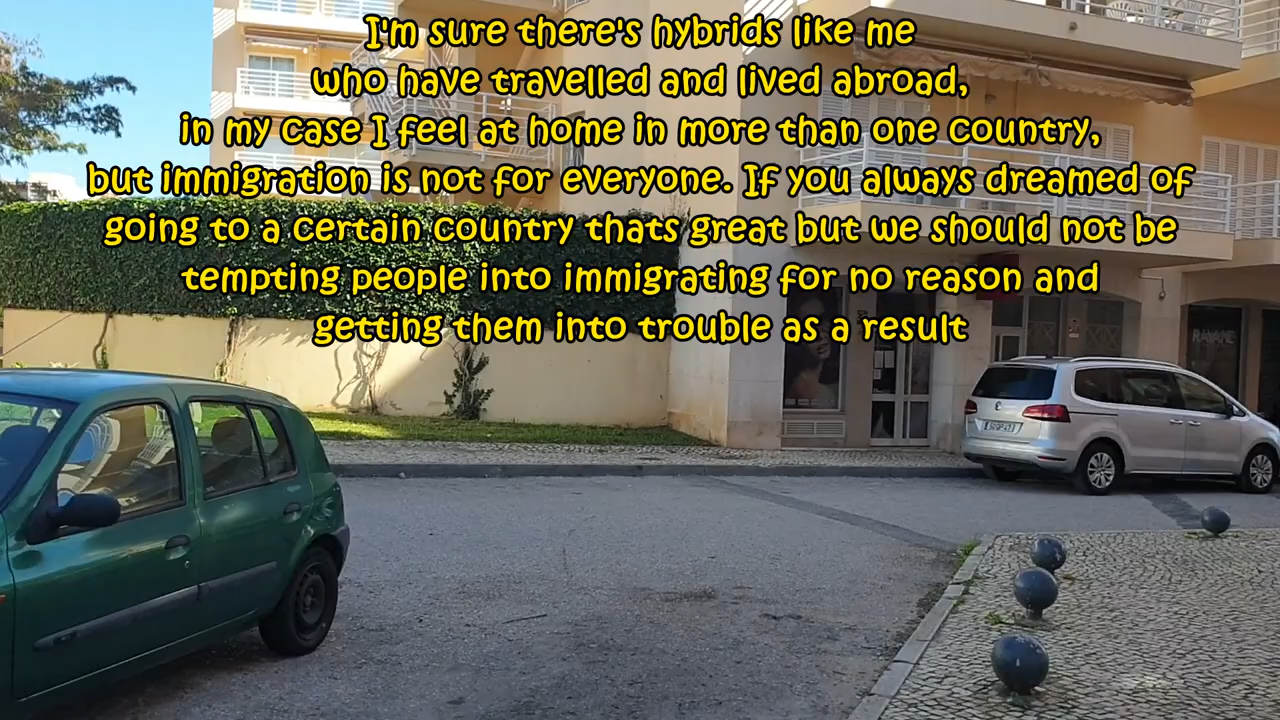 I'm sure there's hybrids like me
who have travelled and lived abroad,
in my case I feel at home in more than one country,
but immigration is not for everyone. If you always dreamed of
going to a certain country thats great but we should not be
tempting people into immigrating for no reason and
getting them into trouble as a result